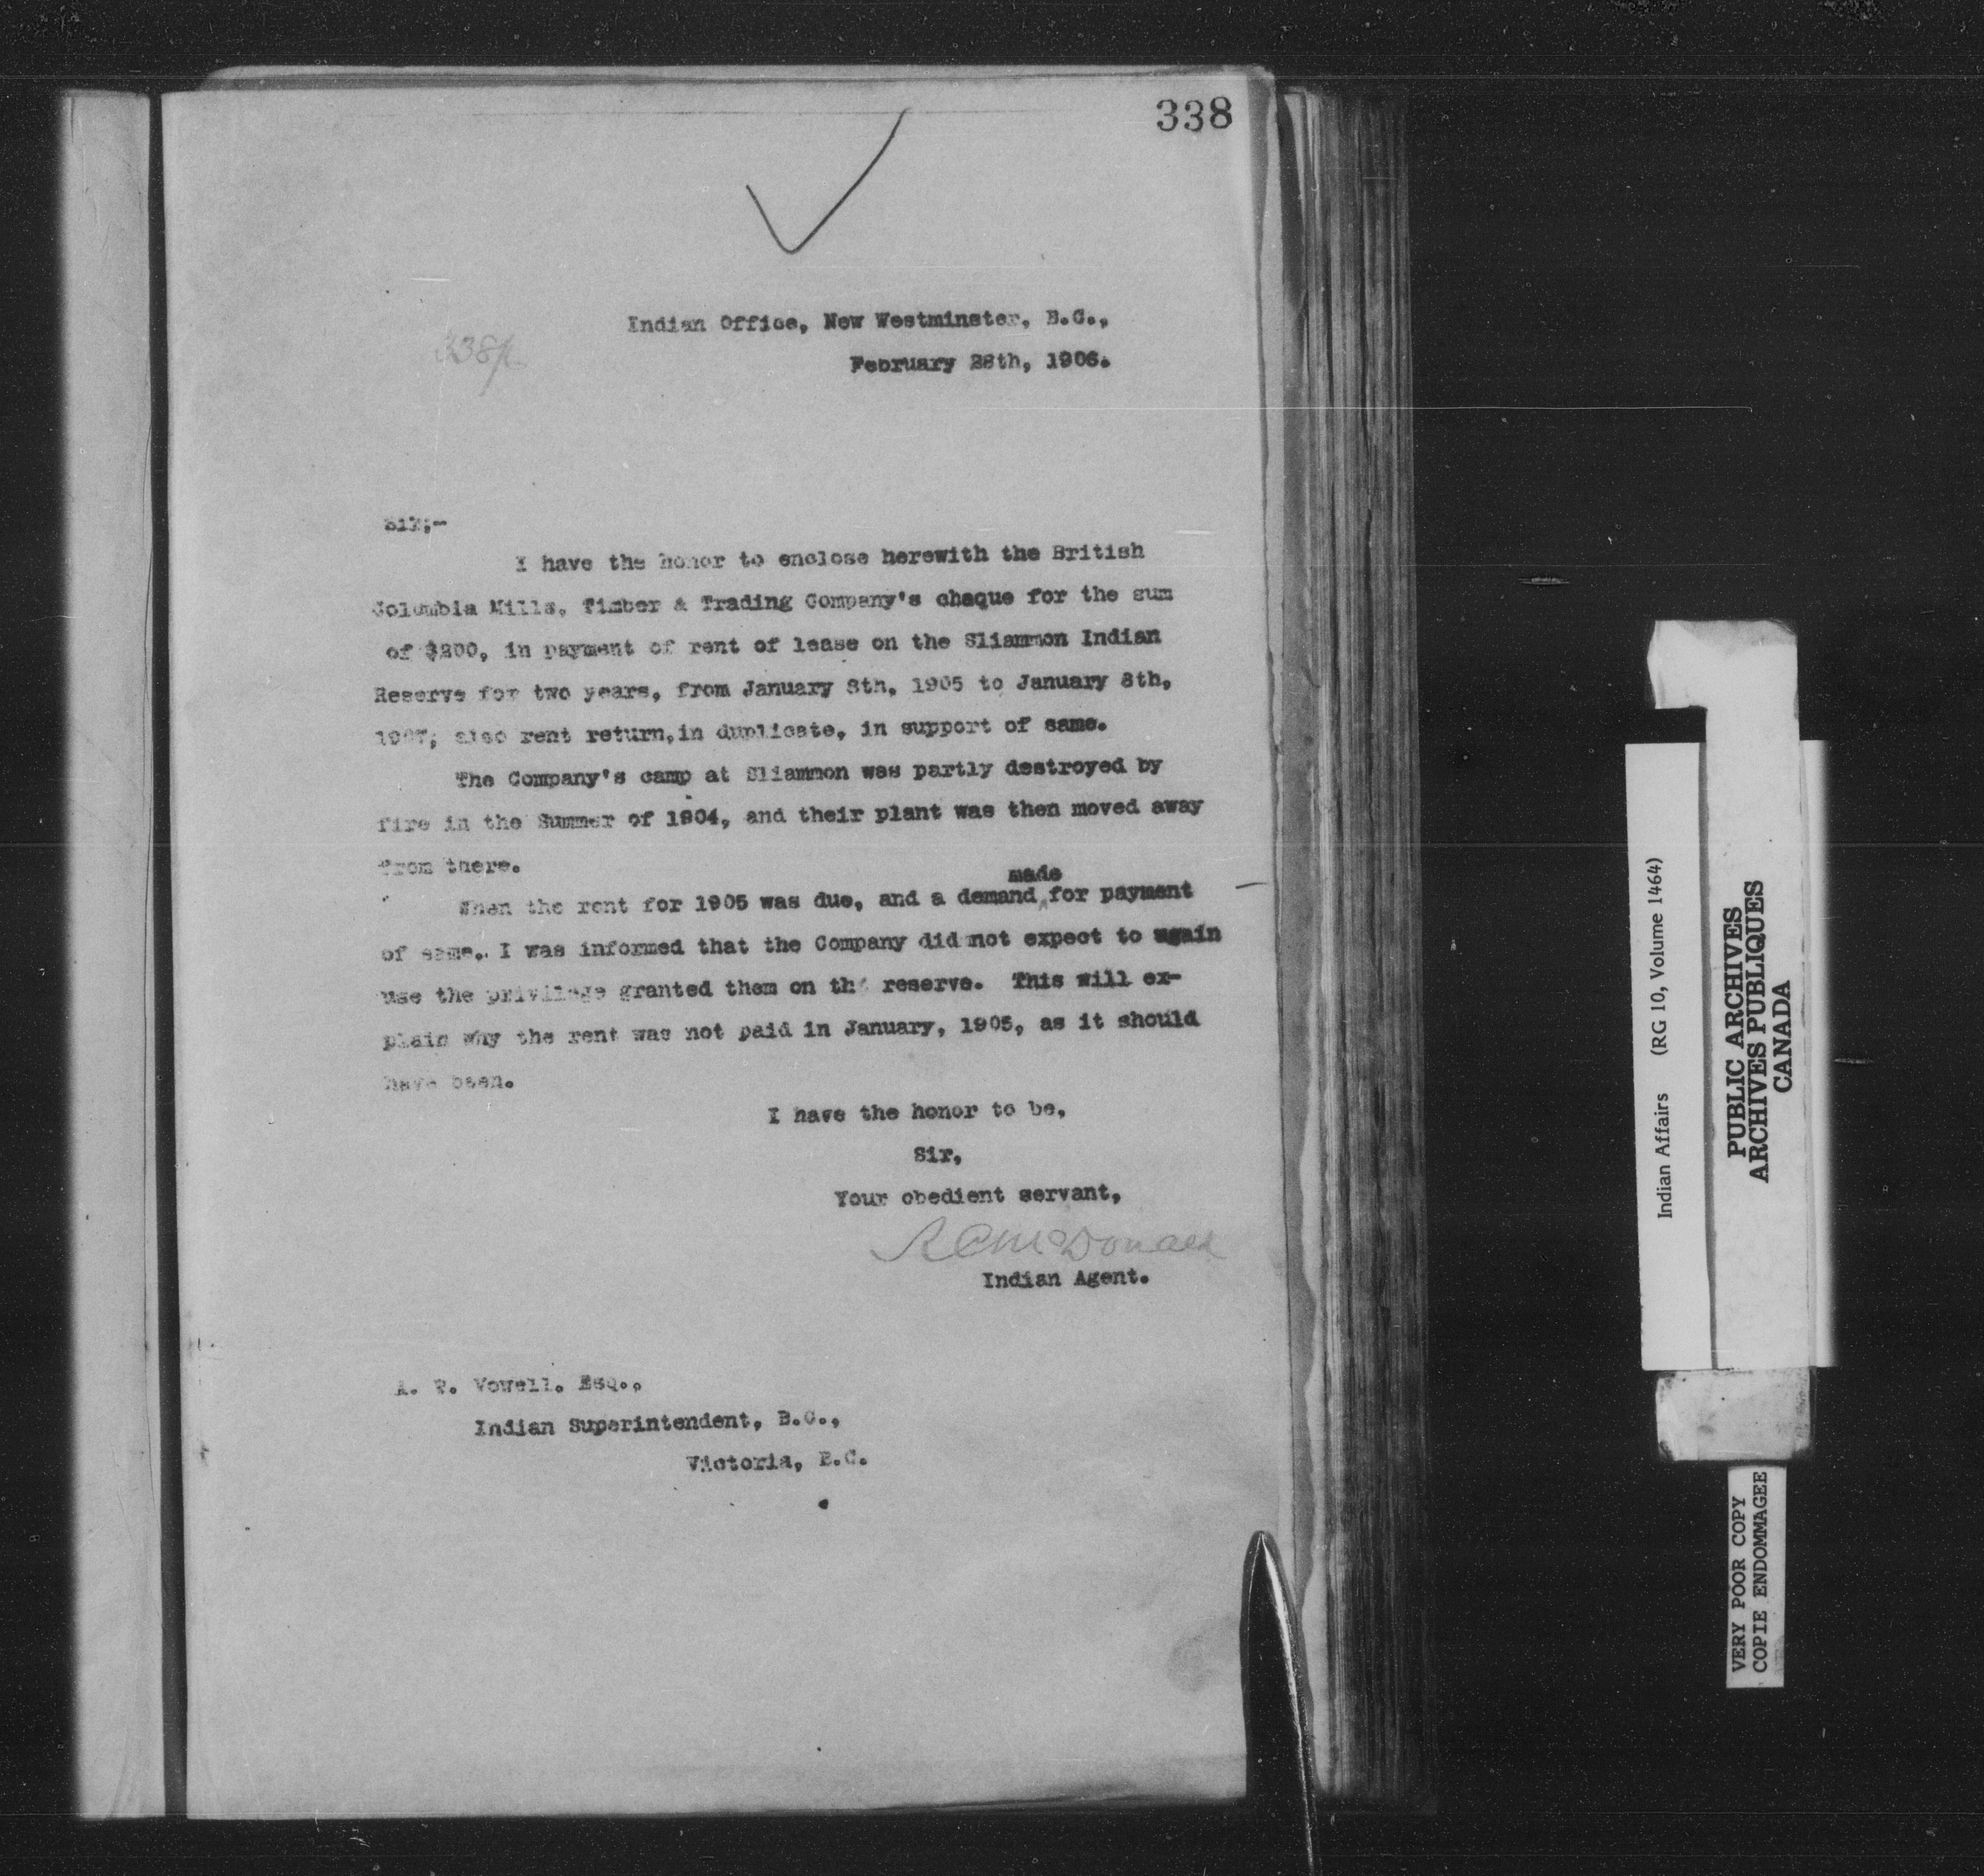 338
338
Indian Office, New Westminster, B.C.,
February 28th, 1906.
Sir;-
I have the honor to enclose herewith the British
Columbia Mills, Timber & Trading Company's cheque for the sum
of $200, in payment of rent of lease on the Sliammon Indian
Reserve for two years, from January 8th, 1905 to January 8th,
1907; also rent return, in duplicate, in support of same.
The Company's camp at Sliammon was partly destroyed by
fire in the Summer of 1904, and their plant was then moved away
from there.
made
When the rent for 1905 was due, and a demand ‸ for payment
of same, I was informed that the Company did not expect to again
use the privilege granted them on the reserve. This will ex-
plain why the rent was not paid in January, 1905, as it should
have been.
I have the honor to be,
Sir,
Your obedient servant,
R C McDonald
Indian Agent.
A. W. Vowell. Esq.,
Indian Superintendent, B.C.,
Victoria, B.C.
Indian Affairs (RG 10, Volume 1464)
PUBLIC ARCHIVES
ARCHIVES PUBLIQUES
CANADA
VERY POOR COPY
COPIE ENDOMMAGEE